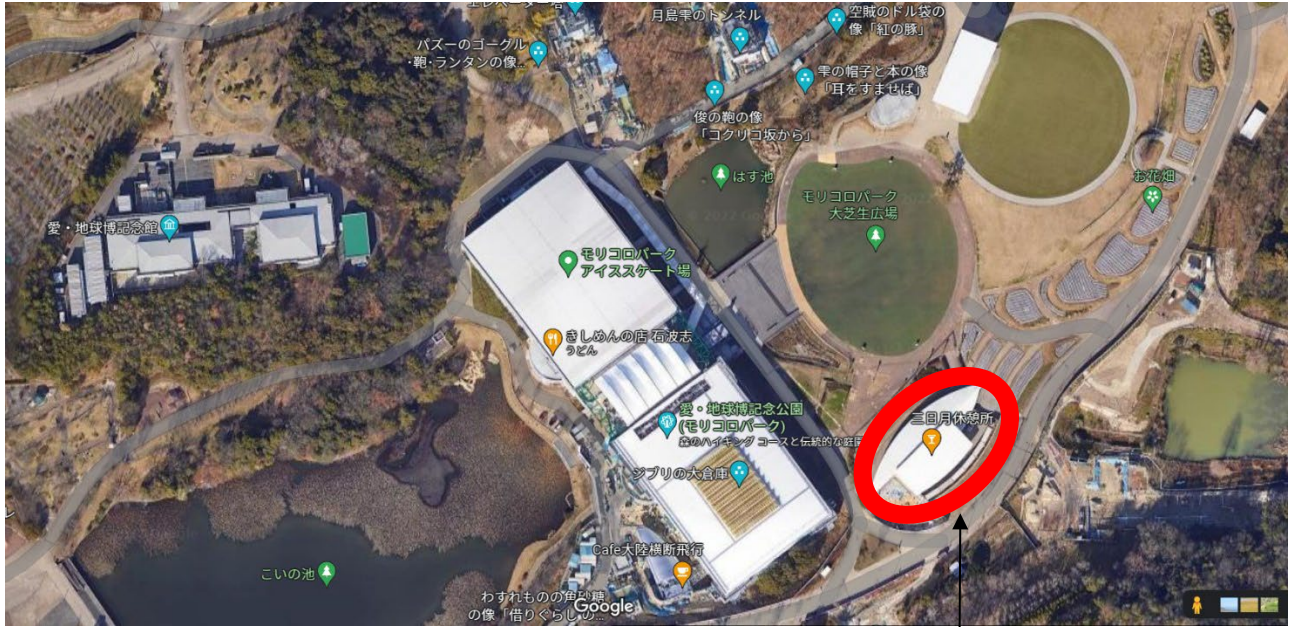 エレベーター塔
月島雫のトンネル
空賊のドル袋の
像「紅の豚」
パズーのゴーグル
・鞄・ランタンの像...
雫の帽子と本の像
「耳をすませば」
俊の鞄の像
「コクリコ坂から」
はす池
お花畑
モリコロパーク
大芝生広場
愛・地球博記念館
モリコロパーク
アイススケート場
きしめんの店 石波志
うどん
愛・地球博記念公園
(モリコロパーク)
森のハイキング コースと伝統的な庭園
三日月休憩所
ジブリの大倉庫
Cafe大陸横断飛行
こいの池
わすれものの角砂糖
の像「借りぐらしの...
Google